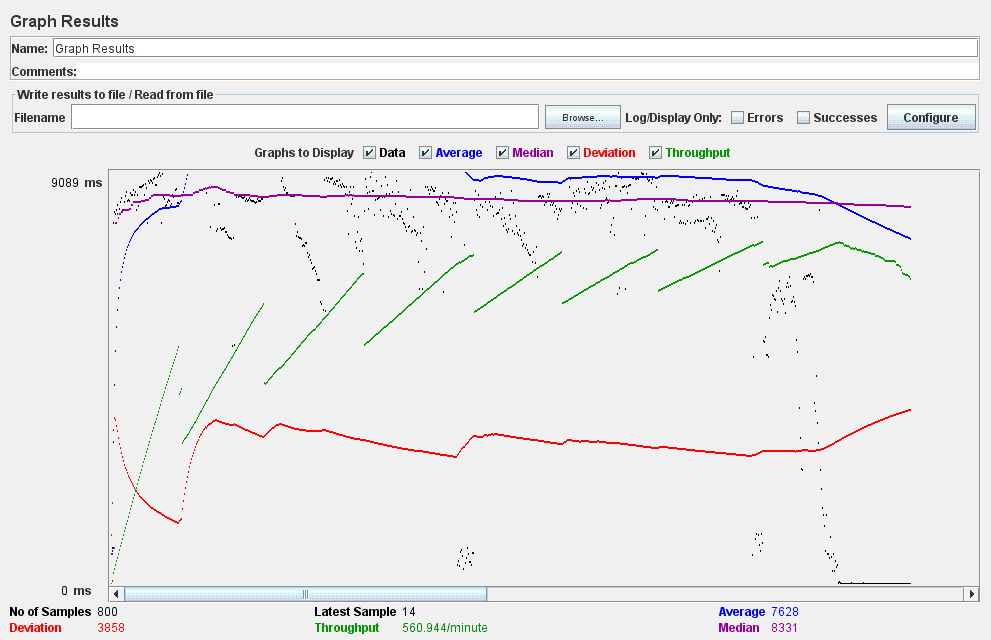 Graph Results
Name: Graph Results
Comments:
Write results to file / Read from file
Filename Browse... Log/Display Only: Errors Successes Configure
Graphs to Display Data Average Median Deviation Throughput
9089 ms
0 ms
No of Samples 800 Latest Sample 14 Average 7628
Deviation 3858 Throughput 560.944/minute Median 8331